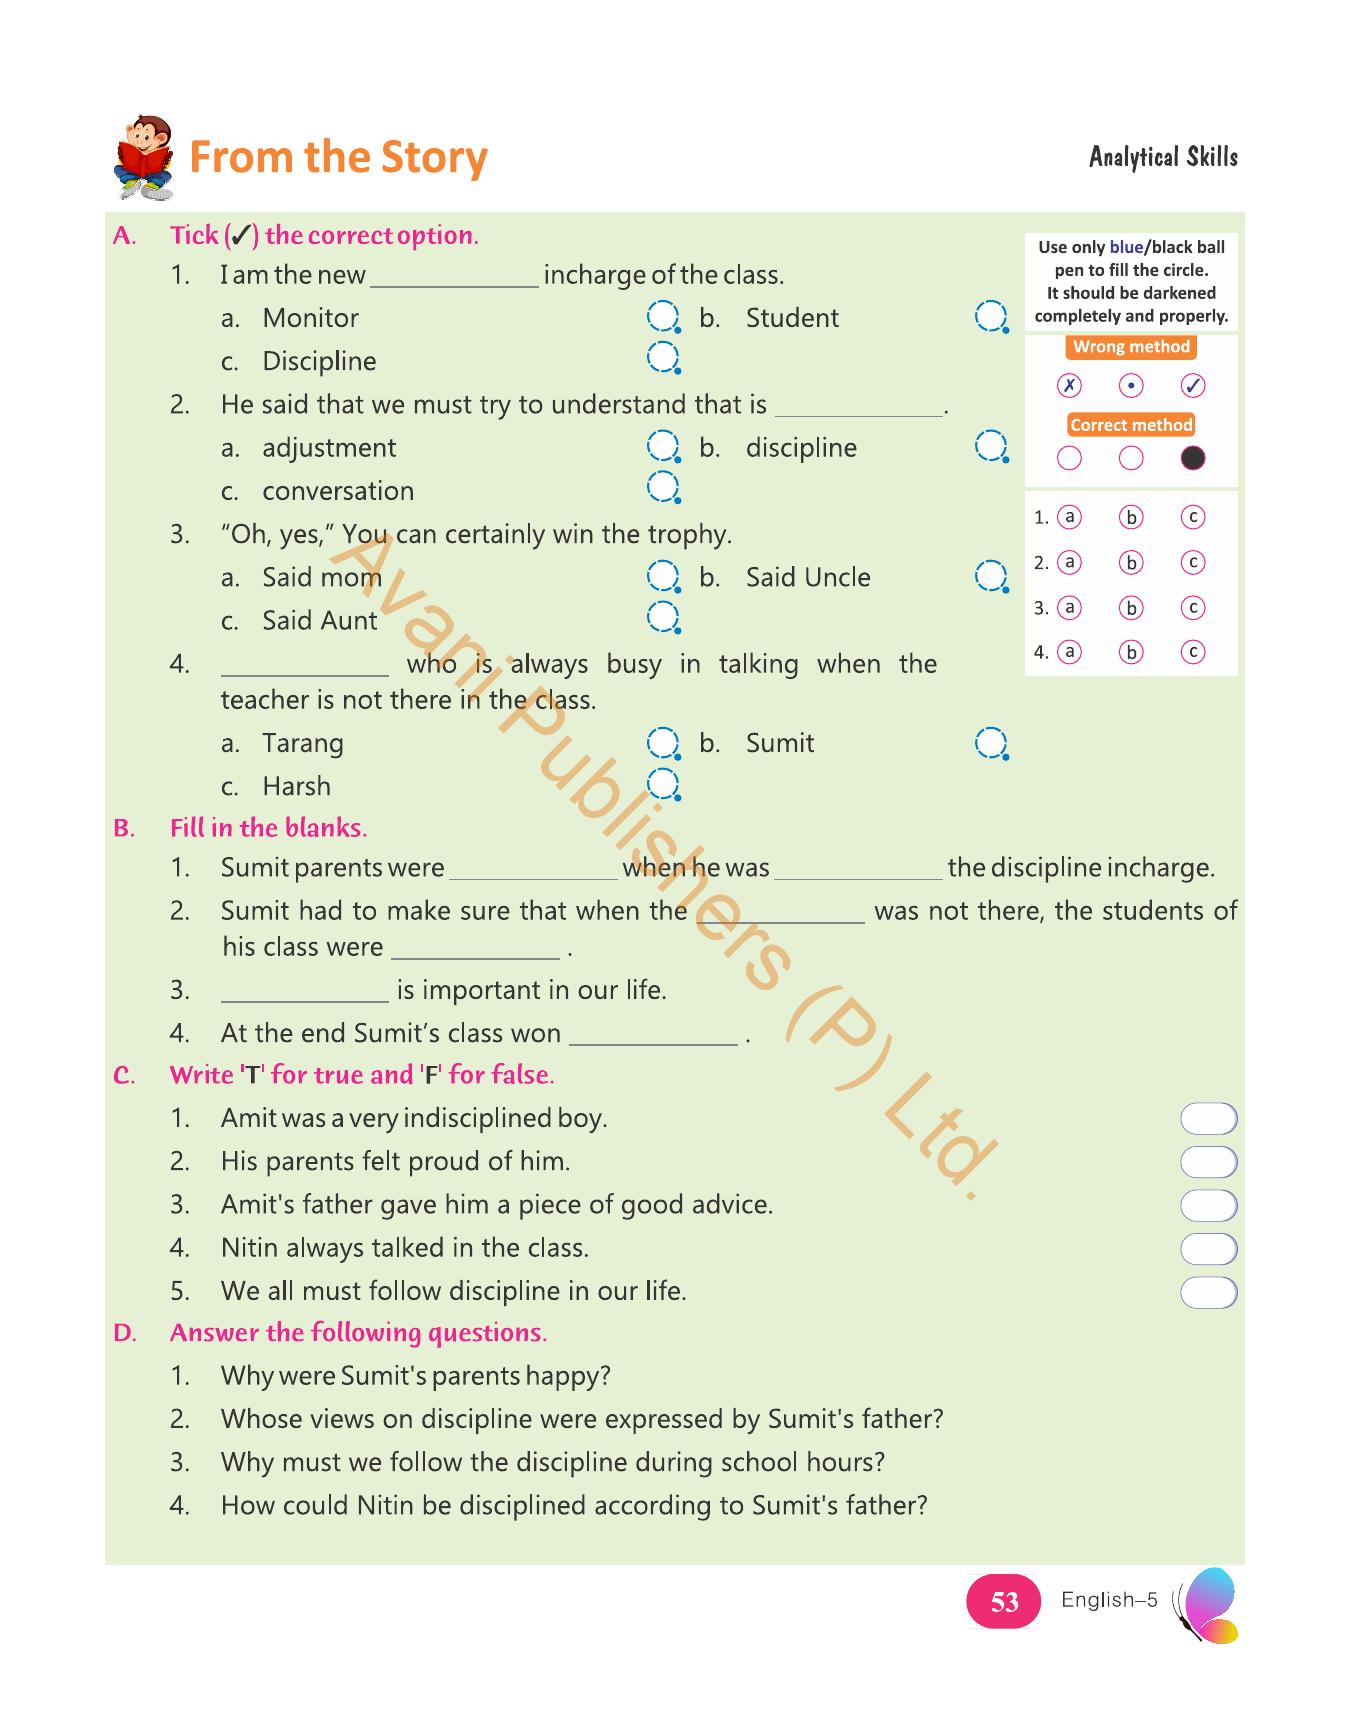 From the Story
Analytical Skills
A. Tick (✓) the correct option.
1. I am the new ____________ incharge of the class.
a. Monitor b. Student
c. Discipline
2. He said that we must try to understand that is ____________.
a. adjustment b. discipline
c. conversation
3. “Oh, yes,” You can certainly win the trophy.
a. Said mom b. Said Uncle
c. Said Aunt
4. ____________ who is always busy in talking when the
teacher is not there in the class.
a. Tarang b. Sumit
c. Harsh
Use only blue/black ball
pen to fill the circle.
It should be darkened
completely and properly.
Wrong method
✗ • ✓
Correct method
1. a b c
2. a b c
3. a b c
4. a b c
B. Fill in the blanks.
1. Sumit parents were ____________ when he was ____________ the discipline incharge.
2. Sumit had to make sure that when the ____________ was not there, the students of
his class were ____________ .
3. ____________ is important in our life.
4. At the end Sumit’s class won ____________ .
C. Write 'T' for true and 'F' for false.
1. Amit was a very indisciplined boy.
2. His parents felt proud of him.
3. Amit's father gave him a piece of good advice.
4. Nitin always talked in the class.
5. We all must follow discipline in our life.
D. Answer the following questions.
1. Why were Sumit's parents happy?
2. Whose views on discipline were expressed by Sumit's father?
3. Why must we follow the discipline during school hours?
4. How could Nitin be disciplined according to Sumit's father?
Avani Publishers (P) Ltd.
53 English–5